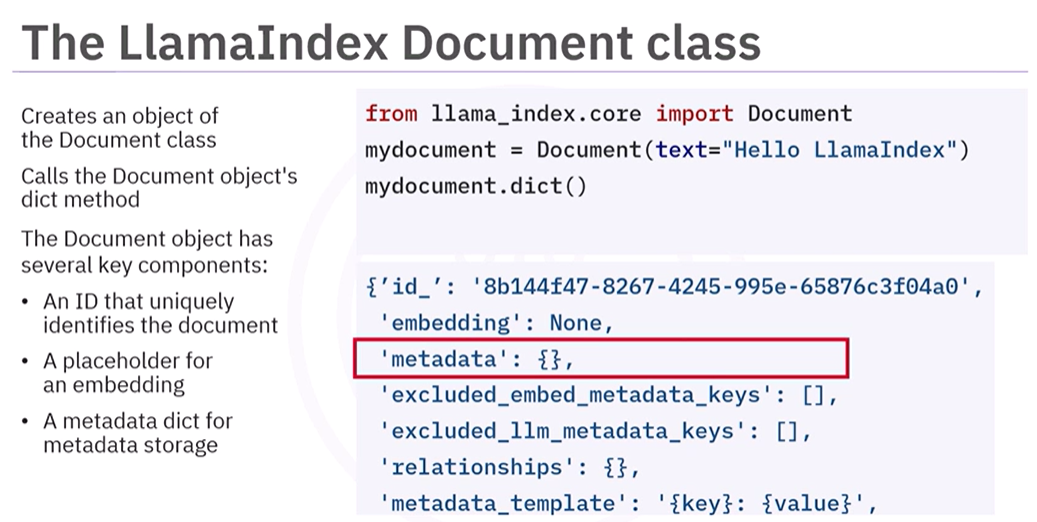 The LlamaIndex Document class
Creates an object of
the Document class
Calls the Document object's
dict method
The Document object has
several key components:
• An ID that uniquely
identifies the document
• A placeholder for
an embedding
• A metadata dict for
metadata storage
from llama_index.core import Document
mydocument = Document(text="Hello LlamaIndex")
mydocument.dict()
{'id_': '8b144f47-8267-4245-995e-65876c3f04a0',
'embedding': None,
'metadata': {},
'excluded_embed_metadata_keys': [],
'excluded_llm_metadata_keys': [],
'relationships': {},
'metadata_template': '{key}: {value}',